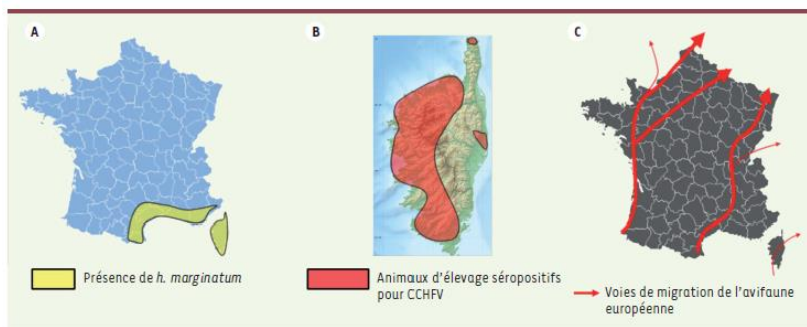 A
B
C
Présence de h. marginatum
Animaux d'élevage séropositifs
pour CCHFV
Voies de migration de l'avifaune
européenne